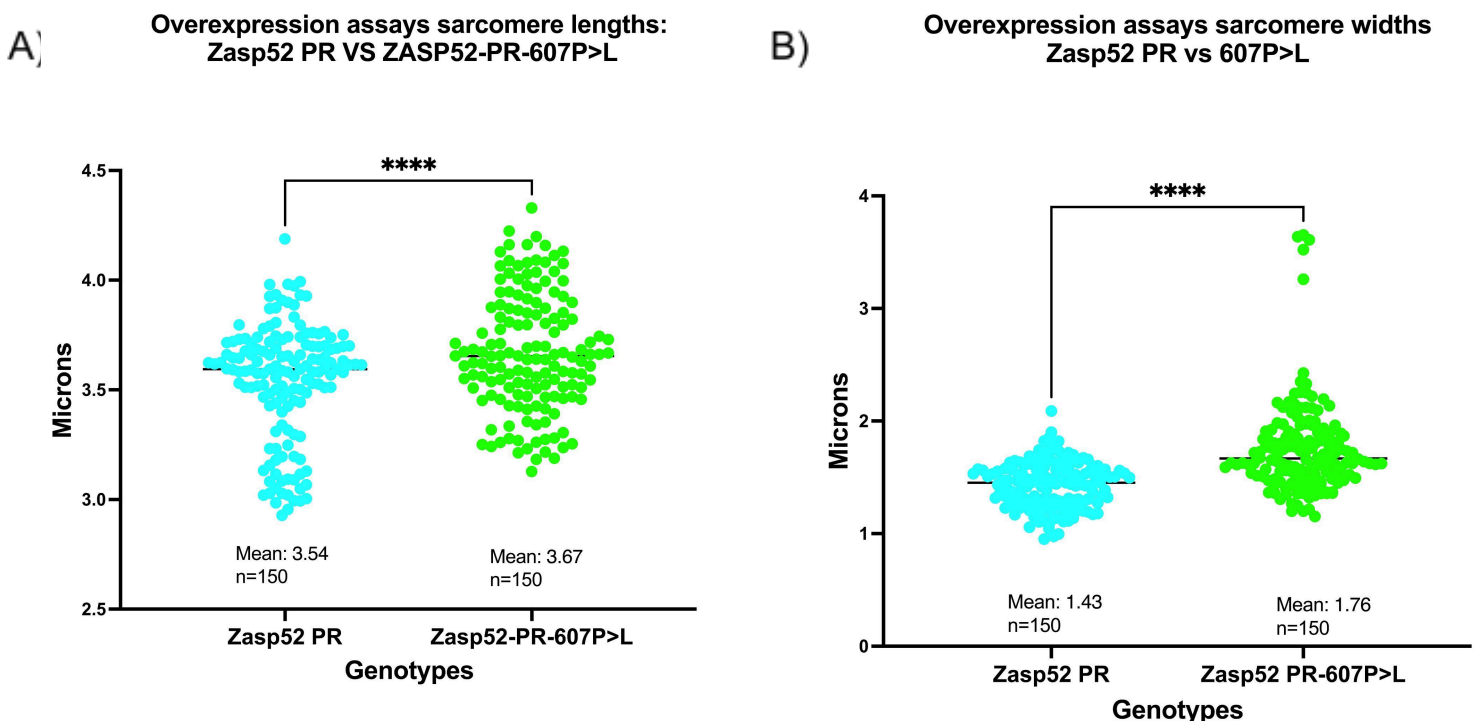 A)
Overexpression assays sarcomere lengths:
Zasp52 PR VS ZASP52-PR-607P>L
****
4.5
4.0
3.5
3.0
2.5
Microns
Mean: 3.54
n=150
Mean: 3.67
n=150
Zasp52 PR
Zasp52-PR-607P>L
Genotypes
B)
Overexpression assays sarcomere widths
Zasp52 PR vs 607P>L
****
4
3
2
1
0
Microns
Mean: 1.43
n=150
Mean: 1.76
n=150
Zasp52 PR
Zasp52 PR-607P>L
Genotypes